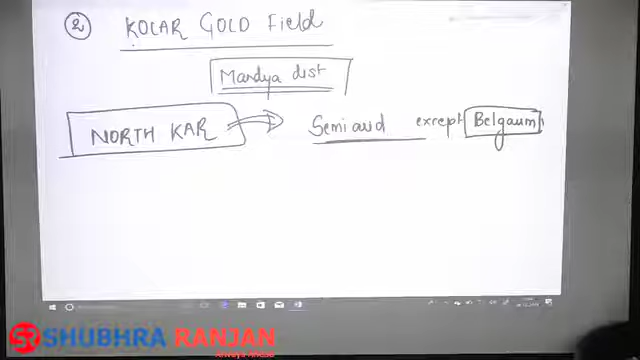 2 KOLAR GOLD Field
Mandya dist
NORTH KAR Semiarid except Belgaum
SHUBHRA RANJAN